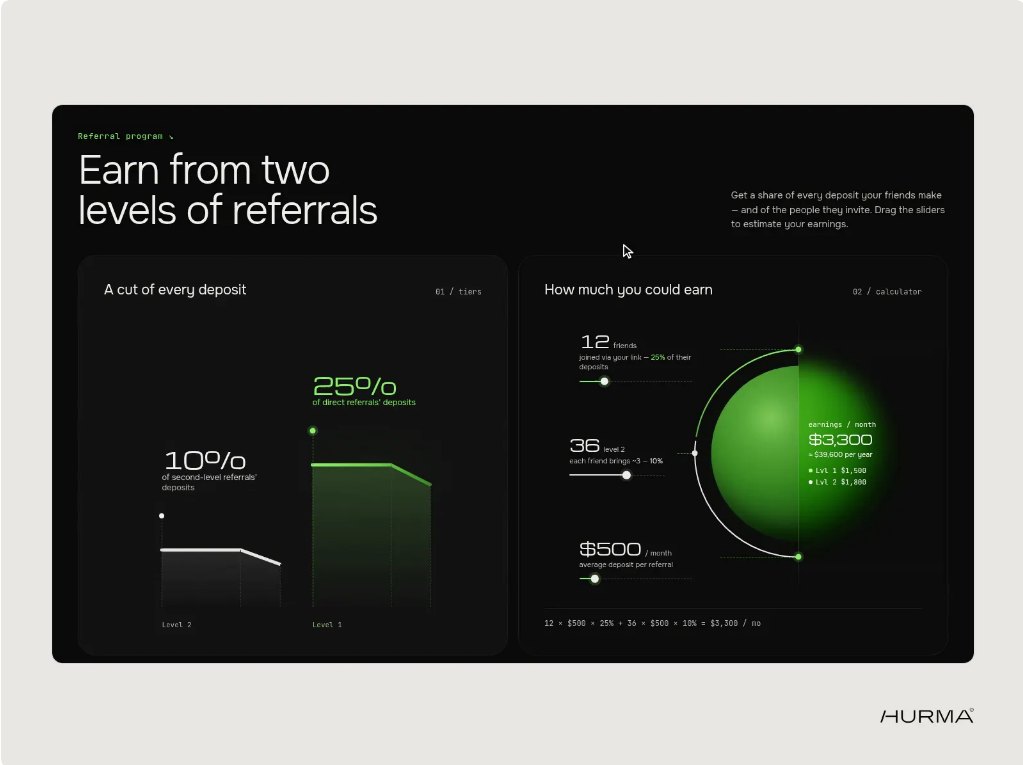 Referral program ↘
Earn from two
levels of referrals
Get a share of every deposit your friends make
— and of the people they invite. Drag the sliders
to estimate your earnings.
A cut of every deposit
01 / tiers
25%
of direct referrals' deposits
10%
of second-level referrals'
deposits
Level 2
Level 1
How much you could earn
02 / calculator
12 friends
joined via your link — 25% of their
deposits
36 level 2
each friend brings ~3 — 10%
$500 / month
average deposit per referral
earnings / month
$3,300
≈ $39,600 per year
Lvl 1 $1,500
Lvl 2 $1,800
12 × $500 × 25% + 36 × $500 × 10% = $3,300 / mo
HURMA®